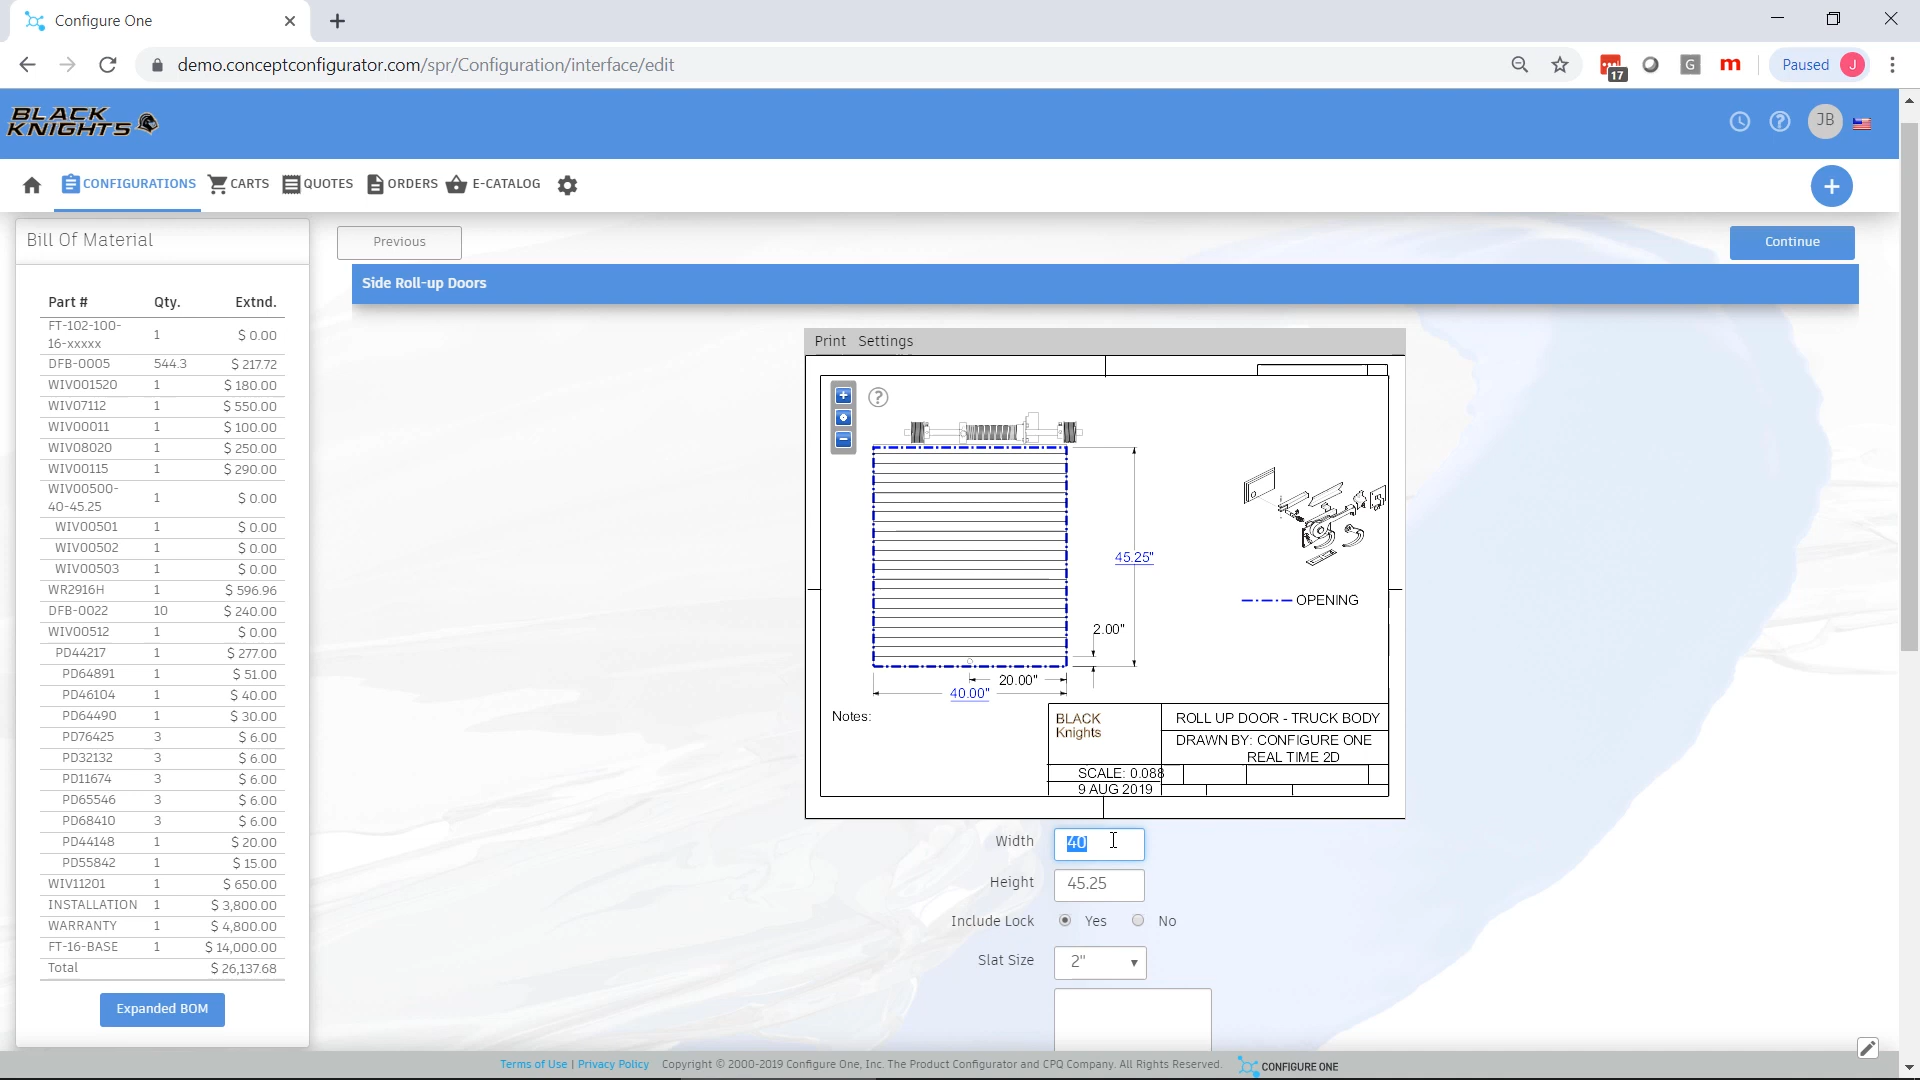 Configure One
demo.conceptconfigurator.com/spr/Configuration/interface/edit
17
G
m
Paused J
BLACK
KNIGHTS
JB
CONFIGURATIONS CARTS QUOTES ORDERS E-CATALOG
Bill Of Material
Previous
Continue
Side Roll-up Doors
Part # Qty. Extnd.
FT-102-100-
16-xxxxx 1 $ 0.00
DFB-0005 544.3 $ 217.72
WIV001520 1 $ 180.00
WIV07112 1 $ 550.00
WIV00011 1 $ 100.00
WIV08020 1 $ 250.00
WIV00115 1 $ 290.00
WIV00500-
40-45.25 1 $ 0.00
WIV00501 1 $ 0.00
WIV00502 1 $ 0.00
WIV00503 1 $ 0.00
WR2916H 1 $ 596.96
DFB-0022 10 $ 240.00
WIV00512 1 $ 0.00
PD44217 1 $ 277.00
PD64891 1 $ 51.00
PD46104 1 $ 40.00
PD64490 1 $ 30.00
PD76425 3 $ 6.00
PD32132 3 $ 6.00
PD11674 3 $ 6.00
PD65546 3 $ 6.00
PD68410 3 $ 6.00
PD44148 1 $ 20.00
PD55842 1 $ 15.00
WIV11201 1 $ 650.00
INSTALLATION 1 $ 3,800.00
WARRANTY 1 $ 4,800.00
FT-16-BASE 1 $ 14,000.00
Total $ 26,137.68
Expanded BOM
Print Settings
45.25"
OPENING
2.00"
20.00"
40.00"
Notes:
BLACK
Knights
ROLL UP DOOR - TRUCK BODY
DRAWN BY: CONFIGURE ONE
REAL TIME 2D
SCALE: 0.088
9 AUG 2019
Width 40
Height 45.25
Include Lock Yes No
Slat Size 2"
Terms of Use | Privacy Policy Copyright © 2000-2019 Configure One, Inc. The Product Configurator and CPQ Company. All Rights Reserved. CONFIGURE ONE